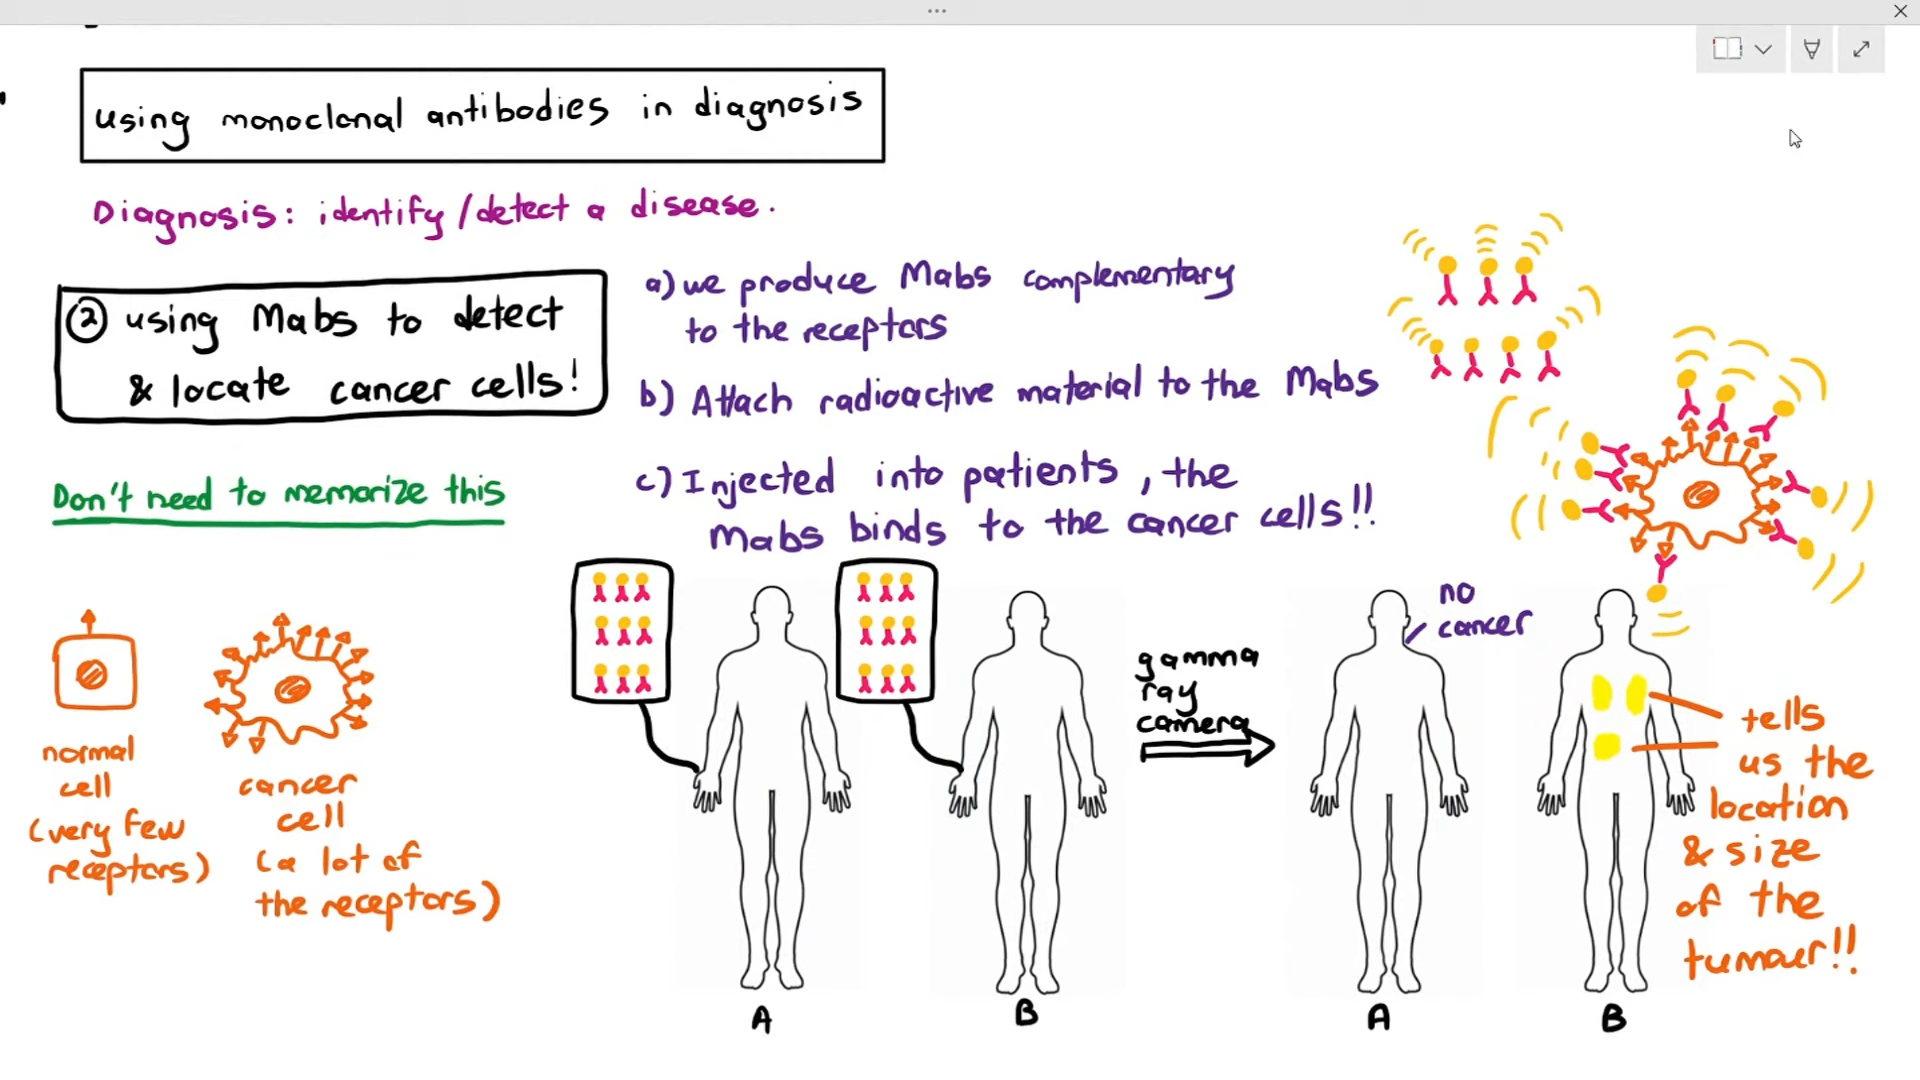 using monoclonal antibodies in diagnosis
Diagnosis: identify/detect a disease.
② using Mabs to detect
& locate cancer cells!
Don't need to memorize this
a) we produce Mabs complementary
to the receptors
b) Attach radioactive material to the Mabs
c) Injected into patients, the
Mabs binds to the cancer cells!!
normal
cell
(very few
receptors)
cancer
cell
(a lot of
the receptors)
A
B
gamma
ray
camera
no
cancer
A
B
tells
us the
location
& size
of the
tumour!!